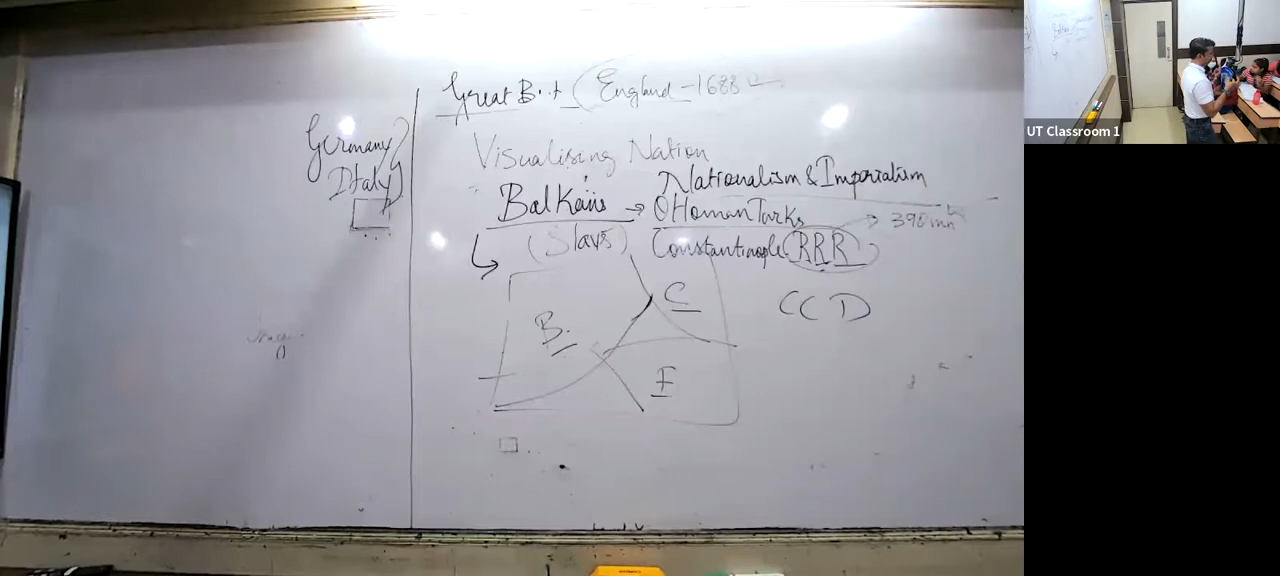 Great Brit (England - 1688
Germany
Italy
Visualising Nation
Nationalism & Imperialism
Balkans → Ottoman Turks
390 mn
(Slavs) Constantinople RRR
C
CCD
B.
E
UT Classroom 1